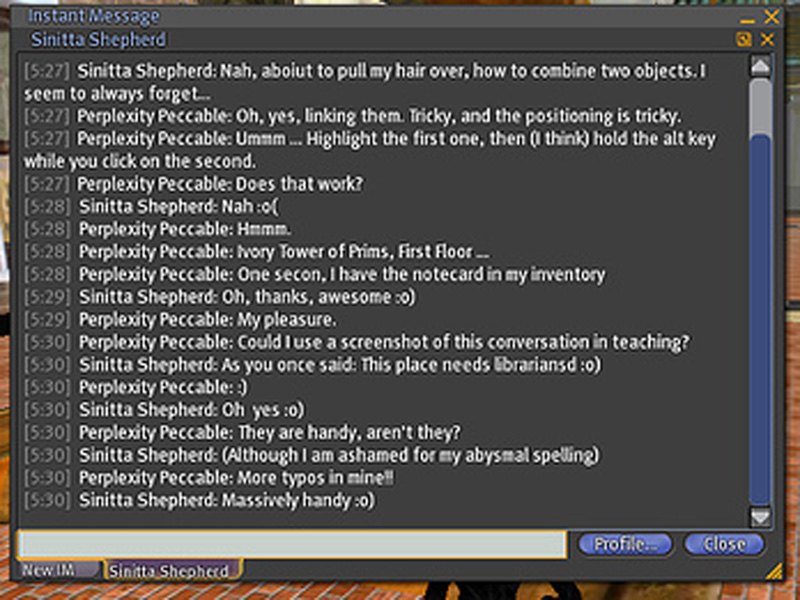 Instant Message
Sinitta Shepherd
[5:27] Sinitta Shepherd: Nah, aboiut to pull my hair over, how to combine two objects. I
seem to always forget...
[5:27] Perplexity Peccable: Oh, yes, linking them. Tricky, and the positioning is tricky.
[5:27] Perplexity Peccable: Ummm ... Highlight the first one, then (I think) hold the alt key
while you click on the second.
[5:27] Perplexity Peccable: Does that work?
[5:28] Sinitta Shepherd: Nah :o(
[5:28] Perplexity Peccable: Hmmm.
[5:28] Perplexity Peccable: Ivory Tower of Prims, First Floor ...
[5:28] Perplexity Peccable: One secon, I have the notecard in my inventory
[5:29] Sinitta Shepherd: Oh, thanks, awesome :o)
[5:29] Perplexity Peccable: My pleasure.
[5:30] Perplexity Peccable: Could I use a screenshot of this conversation in teaching?
[5:30] Sinitta Shepherd: As you once said: This place needs librariansd :o)
[5:30] Perplexity Peccable: :)
[5:30] Sinitta Shepherd: Oh  yes :o)
[5:30] Perplexity Peccable: They are handy, aren't they?
[5:30] Sinitta Shepherd: (Although I am ashamed for my abysmal spelling)
[5:30] Perplexity Peccable: More typos in mine!!
[5:30] Sinitta Shepherd: Massively handy :o)
Profile... Close
New IM Sinitta Shepherd